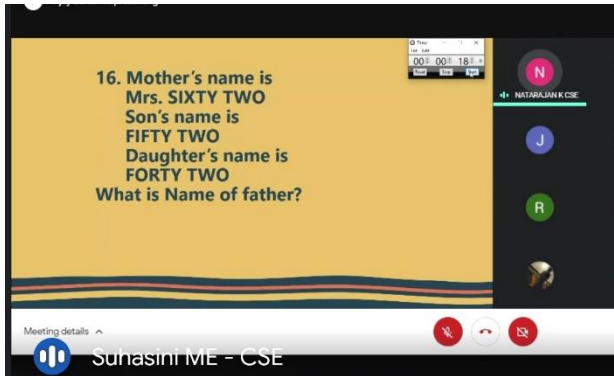 16. Mother's name is
Mrs. SIXTY TWO
Son's name is
FIFTY TWO
Daughter's name is
FORTY TWO
What is Name of father?
00 00 18
N
NATARAJAN K CSE
J
R
Meeting details
Suhasini ME - CSE